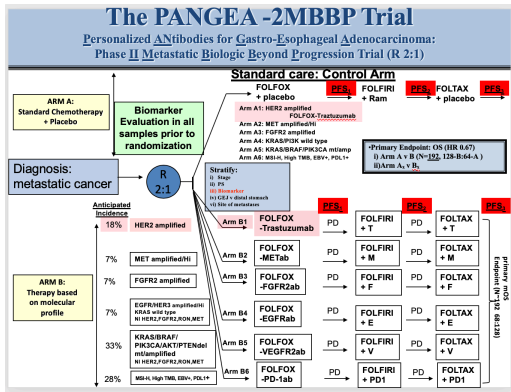 The PANGEA -2MBBP Trial
Personalized ANtibodies for Gastro-Esophageal Adenocarcinoma:
Phase II Metastatic Biologic Beyond Progression Trial (R 2:1)
Standard care: Control Arm
ARM A:
Standard Chemotherapy
+ Placebo
Biomarker
Evaluation in all
samples prior to
randomization
FOLFOX
+ placebo
PFS1
FOLFIRI
+ Ram
PFS2
FOLTAX
+ placebo
PFS3
Arm A1: HER2 amplified
FOLFOX-Trastuzumab
Arm A2: MET amplified/Hi
Arm A3: FGFR2 amplified
Arm A4: KRAS/PI3K wild type
Arm A5: KRAS/BRAF/PIK3CA mt/amp
Arm A6: MSI-H, High TMB, EBV+, PDL1+
•Primary Endpoint: OS (HR 0.67)
i) Arm A v B (N=192, 128-B:64-A )
ii)Arm Ax v Bx
Diagnosis:
metastatic cancer
R
2:1
Stratify:
i) Stage
ii) PS
iii) Biomarker
iv) GEJ v distal stomach
v) Site of metastases
Anticipated
Incidence
ARM B:
Therapy based
on molecular
profile
18% HER2 amplified
7% MET amplified/Hi
7% FGFR2 amplified
7% EGFR/HER3 amplified/Hi
KRAS wild type
NI HER2,FGFR2,RON,MET
33% KRAS/BRAF/
PIK3CA/AKT/PTENdel
mt/amplified
NI HER2,FGFR2,RON,MET
28% MSI-H, High TMB, EBV+, PDL1+
PFS1
PFS2
PFS3
Arm B1 FOLFOX
-Trastuzumab
PD
FOLFIRI
+ T
PD
FOLTAX
+ T
Arm B2 FOLFOX
-METab
PD
FOLFIRI
+ M
PD
FOLTAX
+ M
Arm B3 FOLFOX
-FGFR2ab
PD
FOLFIRI
+ F
PD
FOLTAX
+ F
Arm B4 FOLFOX
-EGFRab
PD
FOLFIRI
+ E
PD
FOLTAX
+ E
Arm B5 FOLFOX
-VEGFR2ab
PD
FOLFIRI
+ V
PD
FOLTAX
+ V
Arm B6 FOLFOX
-PD-1ab
PD
FOLFIRI
+ PD1
PD
FOLTAX
+ PD1
primary mOS
Endpoint (N=192 68:128)